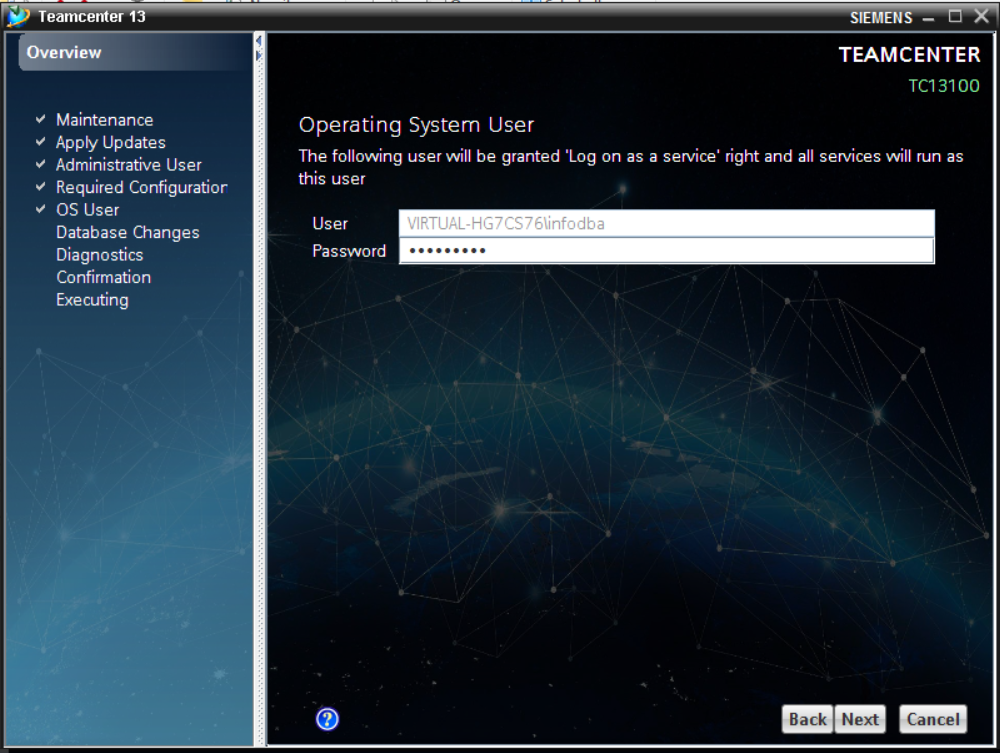 Teamcenter 13
SIEMENS
Overview
Maintenance
Apply Updates
Administrative User
Required Configuration
OS User
Database Changes
Diagnostics
Confirmation
Executing
TEAMCENTER
TC13100
Operating System User
The following user will be granted 'Log on as a service' right and all services will run as
this user
User VIRTUAL-HG7CS76\infodba
Password •••••••••
?
Back Next Cancel